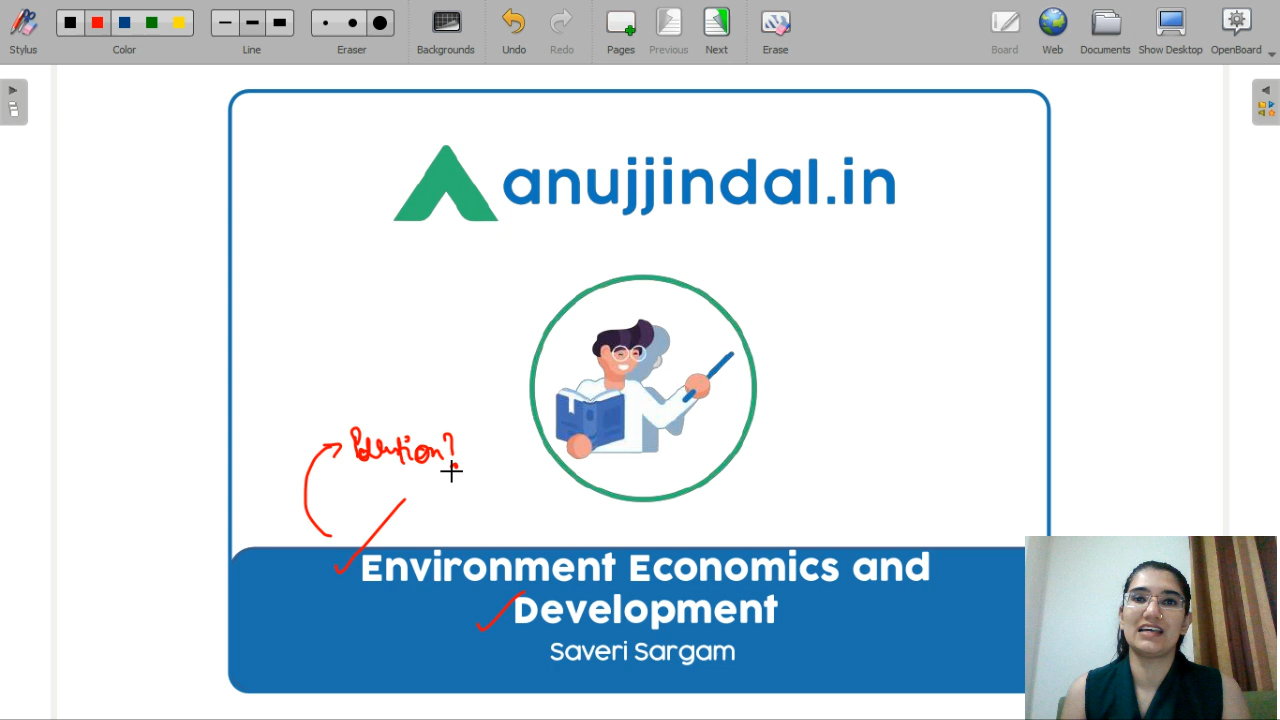 Stylus Color Line Eraser Backgrounds Undo Redo Pages Previous Next Erase Board Web Documents Show Desktop OpenBoard
anujjindal.in
Pollution?
Environment Economics and
Development
Saveri Sargam